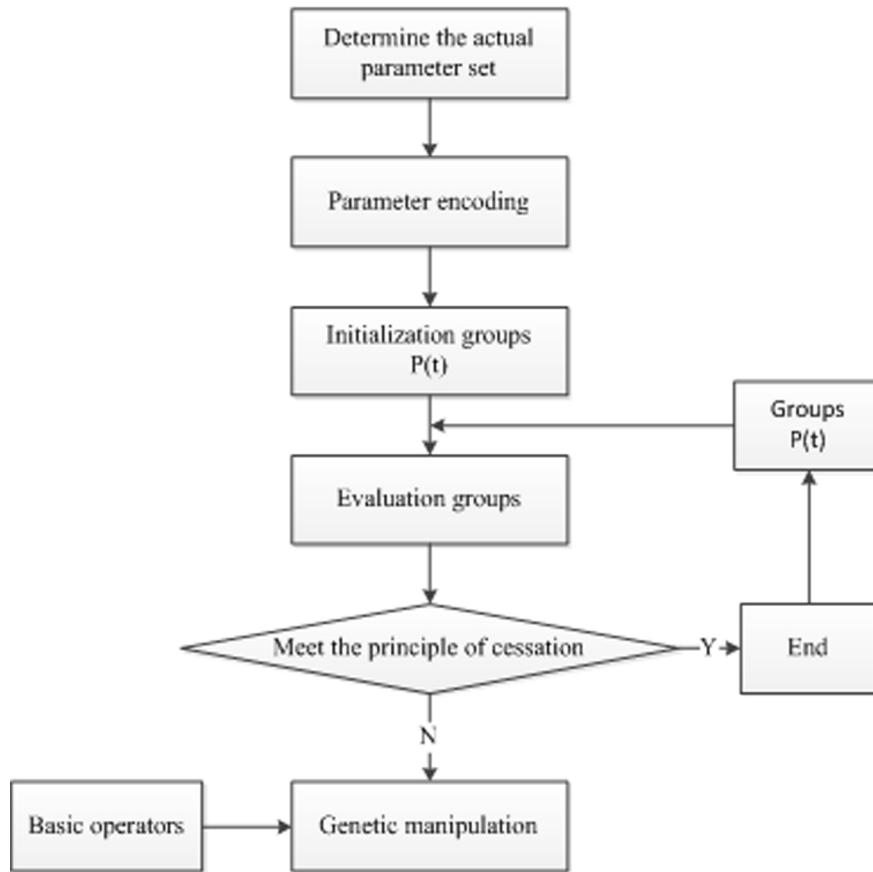 Determine the actual
parameter set
Parameter encoding
Initialization groups
P(t)
Groups
P(t)
Evaluation groups
Meet the principle of cessation
Y
End
N
Basic operators
Genetic manipulation